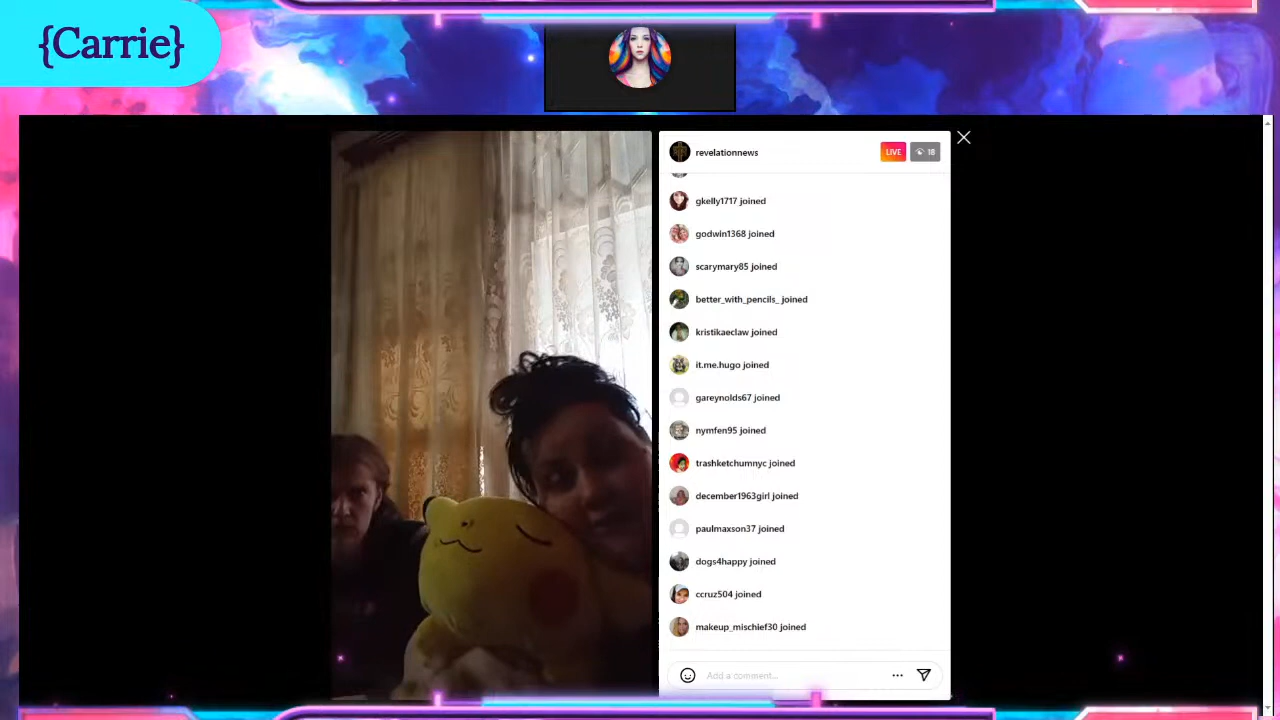 {Carrie}
revelationnews
LIVE
18
gkelly1717 joined
godwin1368 joined
scarymary85 joined
better_with_pencils_ joined
kristikaeclaw joined
it.me.hugo joined
gareynolds67 joined
nymfen95 joined
trashketchumnyc joined
december1963girl joined
paulmaxson37 joined
dogs4happy joined
ccruz504 joined
makeup_mischief30 joined
Add a comment...